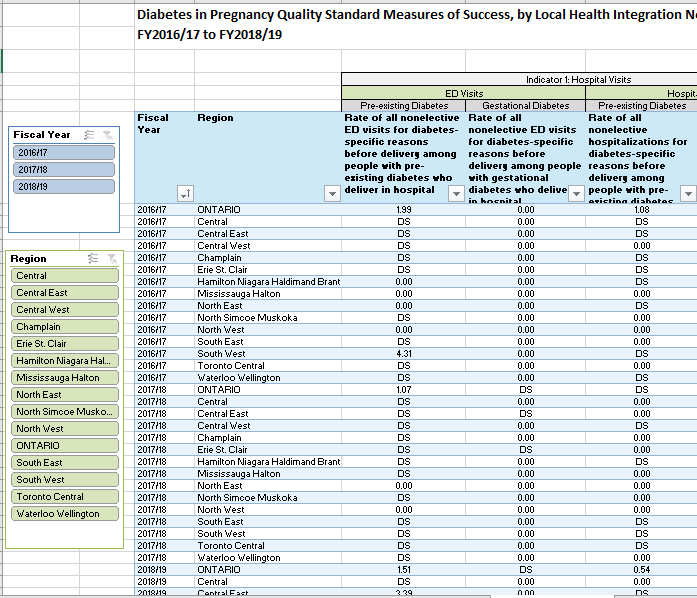 Diabetes in Pregnancy Quality Standard Measures of Success, by Local Health Integration N
FY2016/17 to FY2018/19
Indicator 1: Hospital Visits
ED Visits Hospit
Pre-existing Diabetes Gestational Diabetes Pre-existing Diabetes
Fiscal Year
2016/17
2017/18
2018/19
Region
Central
Central East
Central West
Champlain
Erie St. Clair
Hamilton Niagara Hal...
Mississauga Halton
North East
North Simcoe Musko...
North West
ONTARIO
South East
South West
Toronto Central
Waterloo Wellington
Fiscal
Year
Region
Rate of all nonelective
ED visits for diabetes-
specific reasons
before delivery among
people with pre-
existing diabetes who
deliver in hospital
Rate of all
nonelective ED visits
for diabetes-specific
reasons before
delivery among people
with gestational
diabetes who delive
in hospital
Rate of all
nonelective
hospitalizations for
diabetes-specific
reasons before
delivery among
people with pre-
existing diabetes
2016/17 ONTARIO 1.99 0.00 1.08
2016/17 Central DS 0.00 DS
2016/17 Central East DS 0.00 DS
2016/17 Central West DS 0.00 0.00
2016/17 Champlain DS 0.00 DS
2016/17 Erie St. Clair DS 0.00 DS
2016/17 Hamilton Niagara Haldimand Brant 0.00 0.00 DS
2016/17 Mississauga Halton 0.00 0.00 0.00
2016/17 North East 0.00 0.00 DS
2016/17 North Simcoe Muskoka DS 0.00 0.00
2016/17 North West 0.00 0.00 0.00
2016/17 South East DS 0.00 DS
2016/17 South West 4.31 0.00 DS
2016/17 Toronto Central DS 0.00 0.00
2016/17 Waterloo Wellington DS 0.00 DS
2017/18 ONTARIO 1.07 DS DS
2017/18 Central DS 0.00 DS
2017/18 Central East DS DS 0.00
2017/18 Central West DS 0.00 DS
2017/18 Champlain DS 0.00 0.00
2017/18 Erie St. Clair DS DS 0.00
2017/18 Hamilton Niagara Haldimand Brant DS 0.00 DS
2017/18 Mississauga Halton DS 0.00 DS
2017/18 North East 0.00 0.00 0.00
2017/18 North Simcoe Muskoka DS 0.00 0.00
2017/18 North West 0.00 0.00 0.00
2017/18 South East DS 0.00 DS
2017/18 South West DS 0.00 DS
2017/18 Toronto Central DS 0.00 DS
2017/18 Waterloo Wellington DS 0.00 0.00
2018/19 ONTARIO 1.51 DS 0.54
2018/19 Central DS 0.00 0.00
2018/19 Central East 3.39 0.00 DS